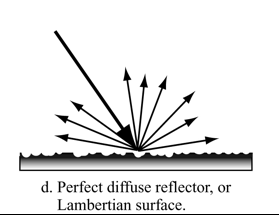 d. Perfect diffuse reflector, or
Lambertian surface.